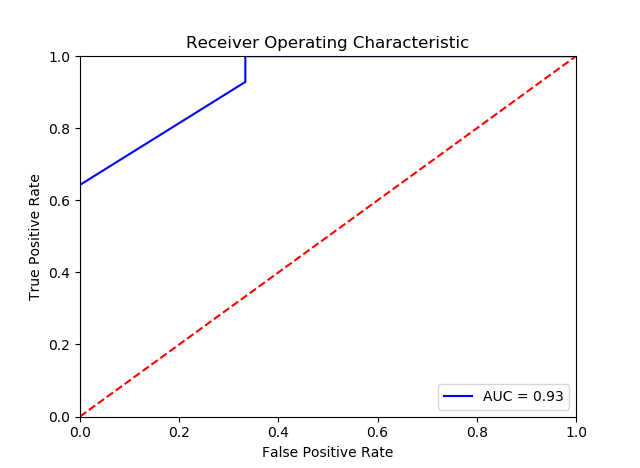 Receiver Operating Characteristic
True Positive Rate
1.0
0.8
0.6
0.4
0.2
0.0
0.0 0.2 0.4 0.6 0.8 1.0
False Positive Rate
AUC = 0.93